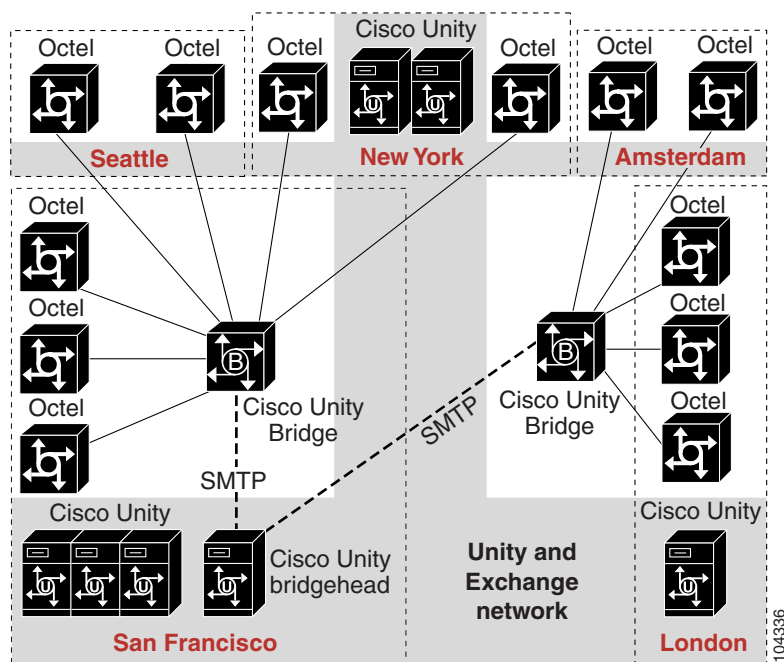 Cisco Unity
Octel
Octel
Octel
Octel
Octel
Octel
U
U
Seattle
New York
Amsterdam
Octel
Octel
Octel
Octel
B
B
Cisco Unity
Bridge
Cisco Unity
Bridge
Octel
Octel
SMTP
SMTP
Cisco Unity
Cisco Unity
U
U
U
U
U
Cisco Unity
bridgehead
Unity and
Exchange
network
San Francisco
London
104336